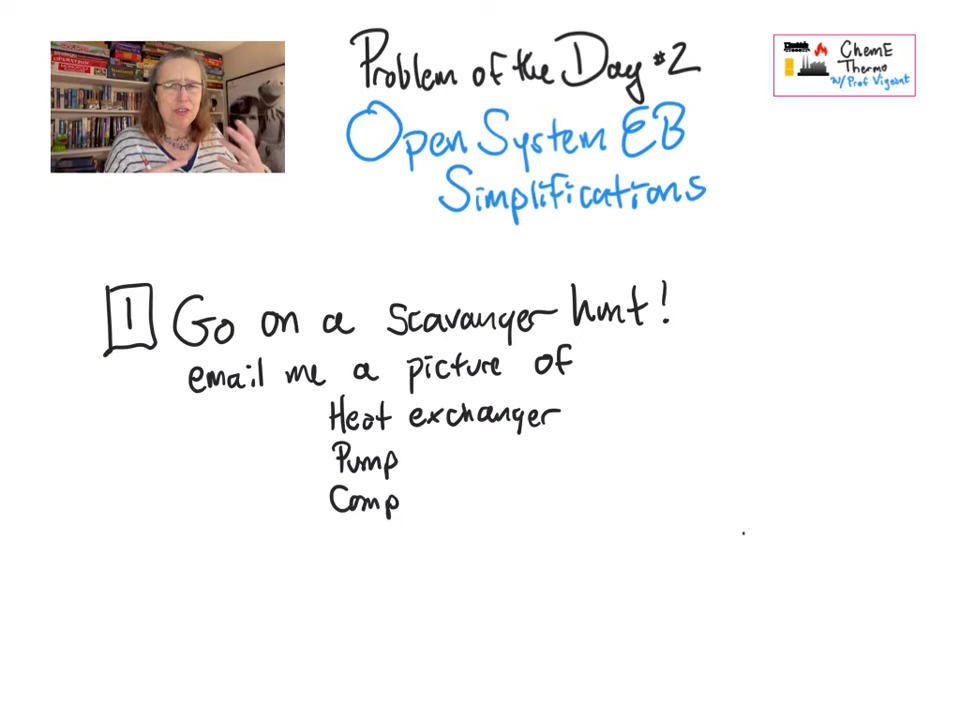 Problem of the Day #2
Open System EB
Simplifications
ChemE
Thermo
w/ Prof Vigeant
1 Go on a scavanger hunt!
email me a picture of
Heat exchanger
Pump
Comp